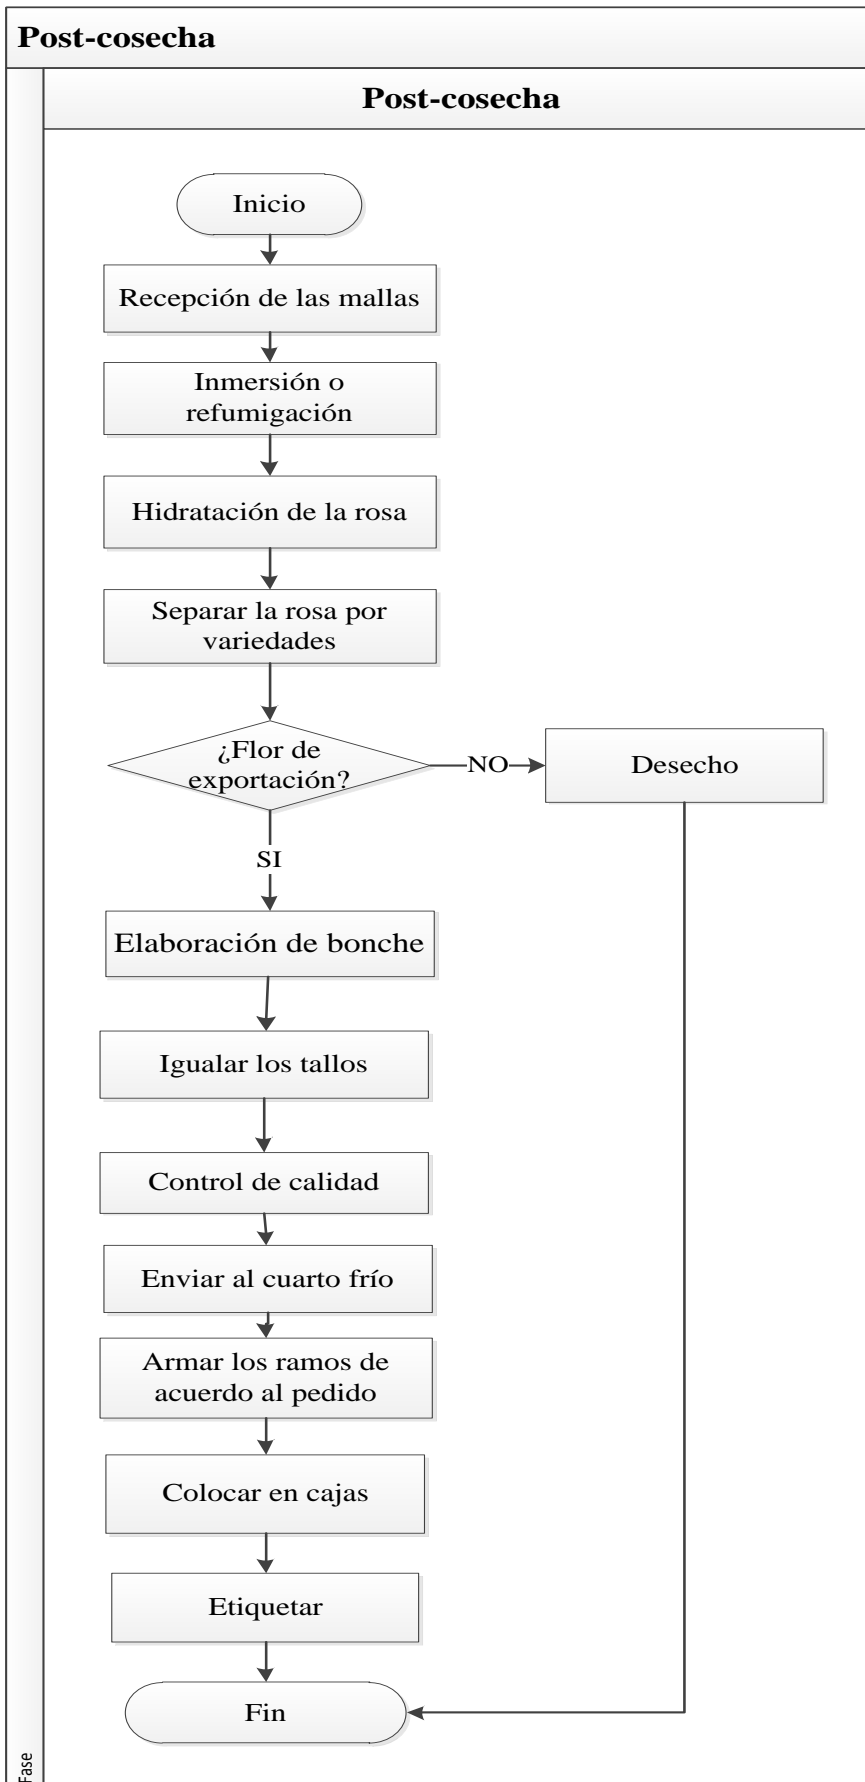 Post-cosecha
Post-cosecha
Inicio
Recepción de las mallas
Inmersión o
refumigación
Hidratación de la rosa
Separar la rosa por
variedades
¿Flor de
exportación?
NO
Desecho
SI
Elaboración de bonche
Igualar los tallos
Control de calidad
Enviar al cuarto frío
Armar los ramos de
acuerdo al pedido
Colocar en cajas
Etiquetar
Fin
Fase